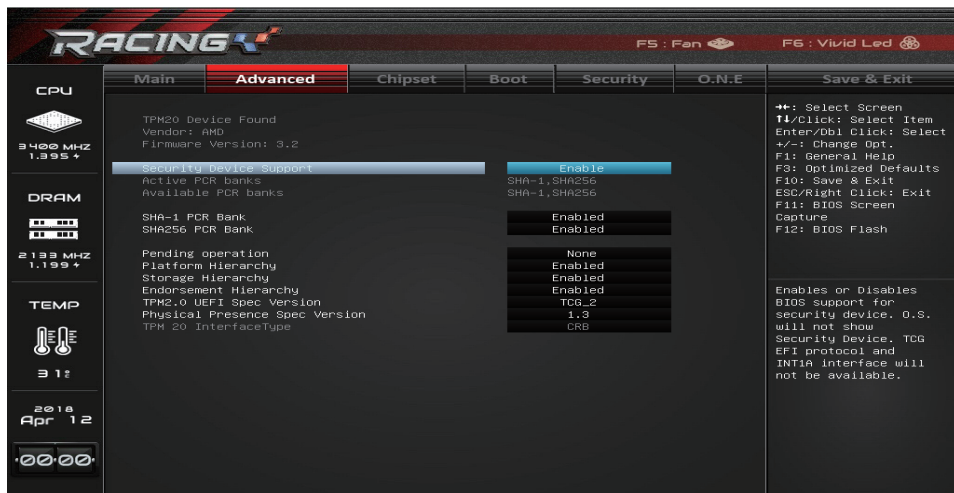 RACING
F5 : Fan
F6 : Vivid Led
Main
Advanced
Chipset
Boot
Security
O.N.E
Save & Exit
CPU
3400 MHZ
1.395 V
DRAM
2133 MHZ
1.199 V
TEMP
31°C
2018
Apr 12
00:00
TPM20 Device Found
Vendor: AMD
Firmware Version: 3.2
Security Device Support Enable
Active PCR banks SHA-1,SHA256
Available PCR banks SHA-1,SHA256
SHA-1 PCR Bank Enabled
SHA256 PCR Bank Enabled
Pending operation None
Platform Hierarchy Enabled
Storage Hierarchy Enabled
Endorsement Hierarchy Enabled
TPM2.0 UEFI Spec Version TCG_2
Physical Presence Spec Version 1.3
TPM 20 InterfaceType CRB
→←: Select Screen
↑↓/Click: Select Item
Enter/Dbl Click: Select
+/-: Change Opt.
F1: General Help
F3: Optimized Defaults
F10: Save & Exit
ESC/Right Click: Exit
F11: BIOS Screen
Capture
F12: BIOS Flash
Enables or Disables
BIOS support for
security device. O.S.
will not show
Security Device. TCG
EFI protocol and
INT1A interface will
not be available.